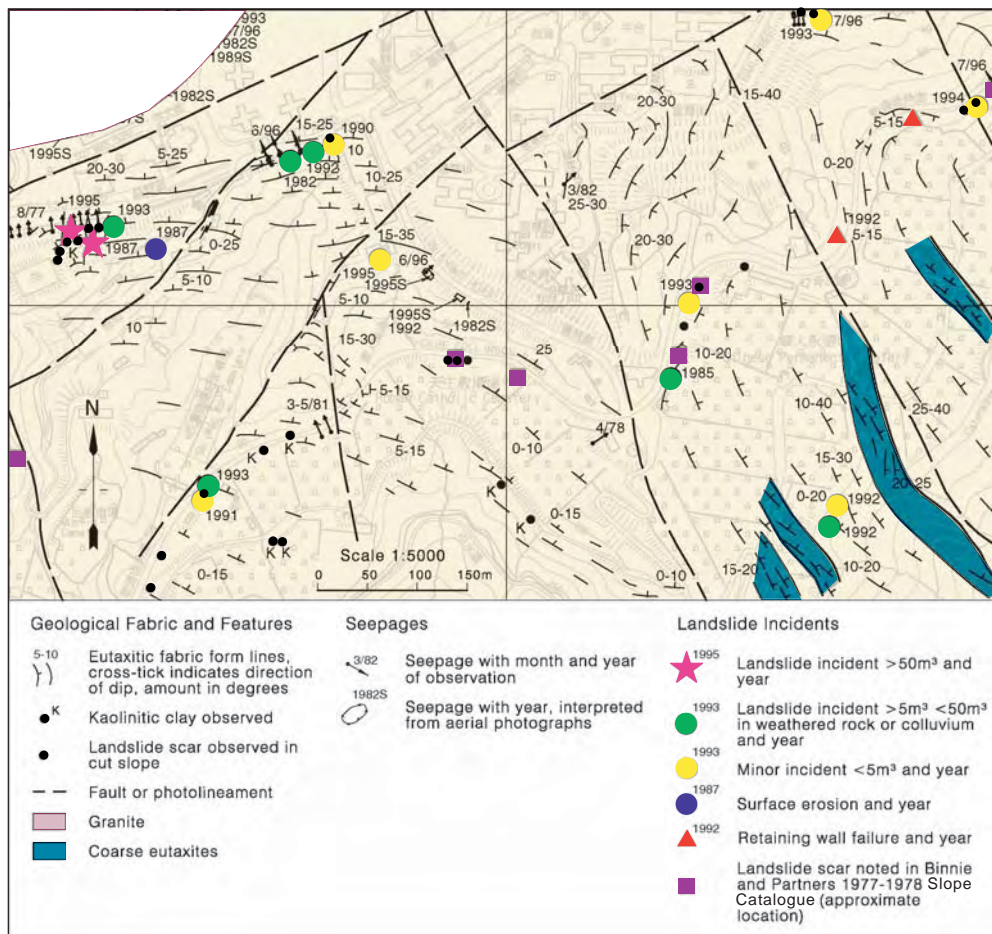 1993
7/96
1982S
1989S
1982S
1995S
20-30
5-25
6/96
15-25
1990
10
1992
1982
10-25
8/77
1995
1993
K
1987
1987
0-25
5-10
15-35
1995
6/96
1995S
5-10
1995S
1992
1982S
10
15-30
5-15
3-5/81
5-15
K
K
1993
1991
K
K
0-15
N
Scale 1:5000
0
50
100
150m
1993
7/96
20-30
15-40
7/96
1994
5-15
0-20
3/82
25-30
20-30
1992
5-15
1993
25
10-20
1985
10-40
25-40
4/78
0-10
15-30
20-25
0-20
1992
1992
K
0-15
K
0-10
15-20
10-20
Geological Fabric and Features
5-10
Eutaxitic fabric form lines,
cross-tick indicates direction
of dip, amount in degrees
K
Kaolinitic clay observed
Landslide scar observed in
cut slope
Fault or photolineament
Granite
Coarse eutaxites
Seepages
3/82
Seepage with month and year
of observation
1982S
Seepage with year, interpreted
from aerial photographs
Landslide Incidents
1995
Landslide incident >50m³ and
year
1993
Landslide incident >5m³ <50m³
in weathered rock or colluvium
and year
1993
Minor incident <5m³ and year
1987
Surface erosion and year
1992
Retaining wall failure and year
Landslide scar noted in Binnie
and Partners 1977-1978 Slope
Catalogue (approximate
location)